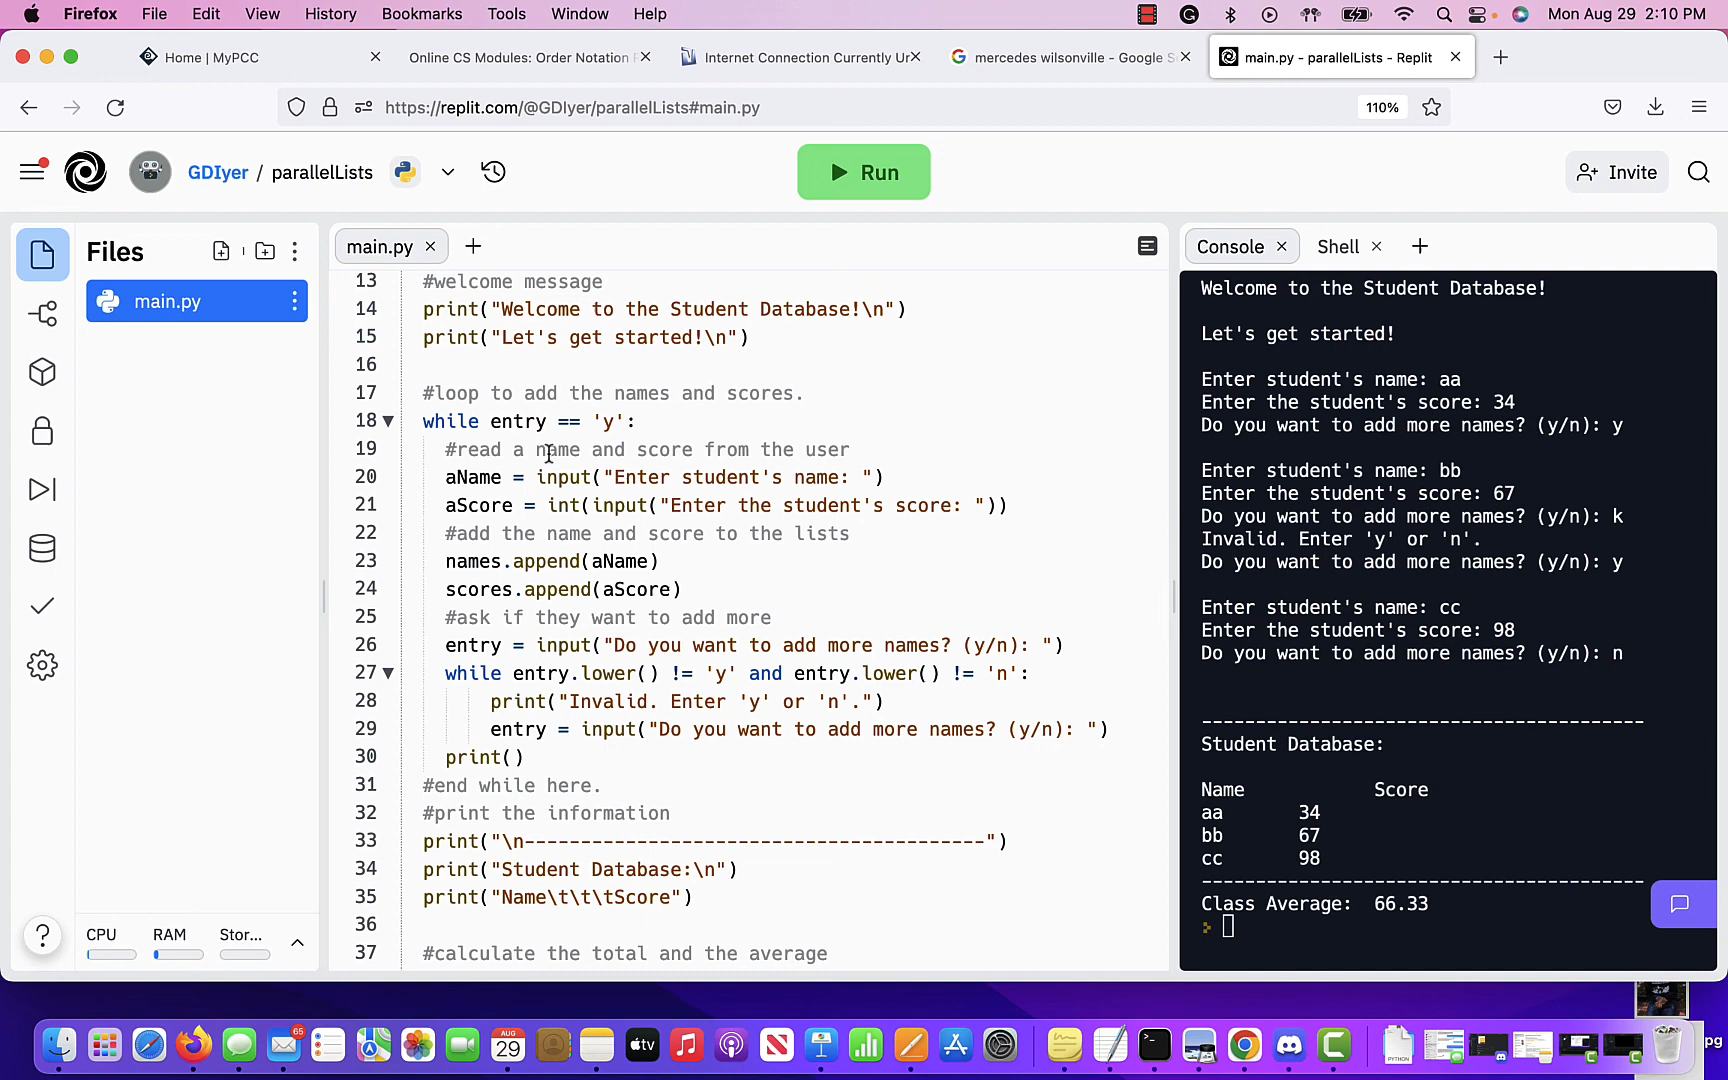 Firefox File Edit View History Bookmarks Tools Window Help Mon Aug 29 2:10 PM
Home | MyPCC Online CS Modules: Order Notation Internet Connection Currently Un mercedes wilsonville - Google S main.py - parallelLists - Replit
https://replit.com/@GDIyer/parallelLists#main.py 110%
GDIyer / parallelLists Run Invite
Files main.py Console Shell
main.py
13 #welcome message
14 print("Welcome to the Student Database!\n")
15 print("Let's get started!\n")
16
17 #loop to add the names and scores.
18 while entry == 'y':
19 #read a name and score from the user
20 aName = input("Enter student's name: ")
21 aScore = int(input("Enter the student's score: "))
22 #add the name and score to the lists
23 names.append(aName)
24 scores.append(aScore)
25 #ask if they want to add more
26 entry = input("Do you want to add more names? (y/n): ")
27 while entry.lower() != 'y' and entry.lower() != 'n':
28 print("Invalid. Enter 'y' or 'n'.")
29 entry = input("Do you want to add more names? (y/n): ")
30 print()
31 #end while here.
32 #print the information
33 print("\n-----------------------------------------")
34 print("Student Database:\n")
35 print("Name\t\t\tScore")
36
37 #calculate the total and the average
Welcome to the Student Database!
Let's get started!
Enter student's name: aa
Enter the student's score: 34
Do you want to add more names? (y/n): y
Enter student's name: bb
Enter the student's score: 67
Do you want to add more names? (y/n): k
Invalid. Enter 'y' or 'n'.
Do you want to add more names? (y/n): y
Enter student's name: cc
Enter the student's score: 98
Do you want to add more names? (y/n): n
-----------------------------------------
Student Database:
Name Score
aa 34
bb 67
cc 98
-----------------------------------------
Class Average: 66.33
CPU RAM Stor...
65 AUG 29 tv PYTHON pg